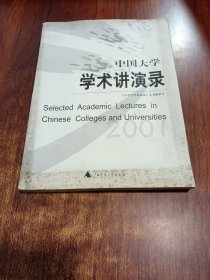 中国大学
学术讲演录
Selected Academic Lectures in
Chinese Colleges and Universities
2001